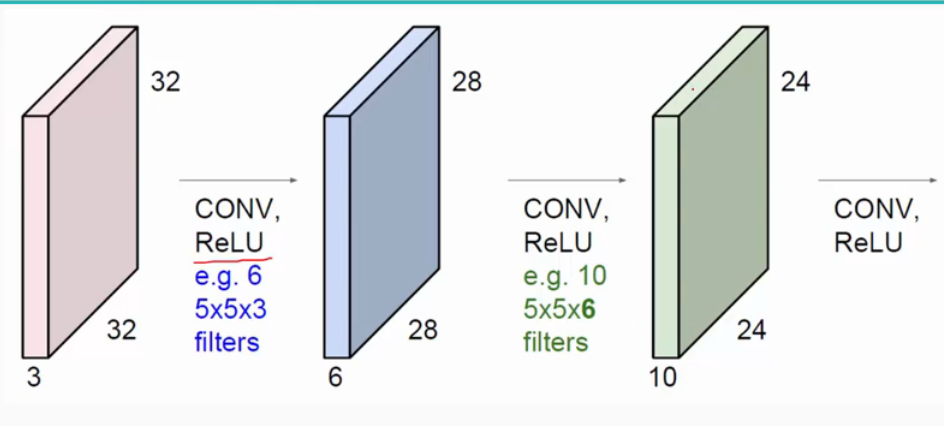 32
32
3
CONV,
ReLU
e.g. 6
5x5x3
filters
28
28
6
CONV,
ReLU
e.g. 10
5x5x6
filters
24
24
10
CONV,
ReLU